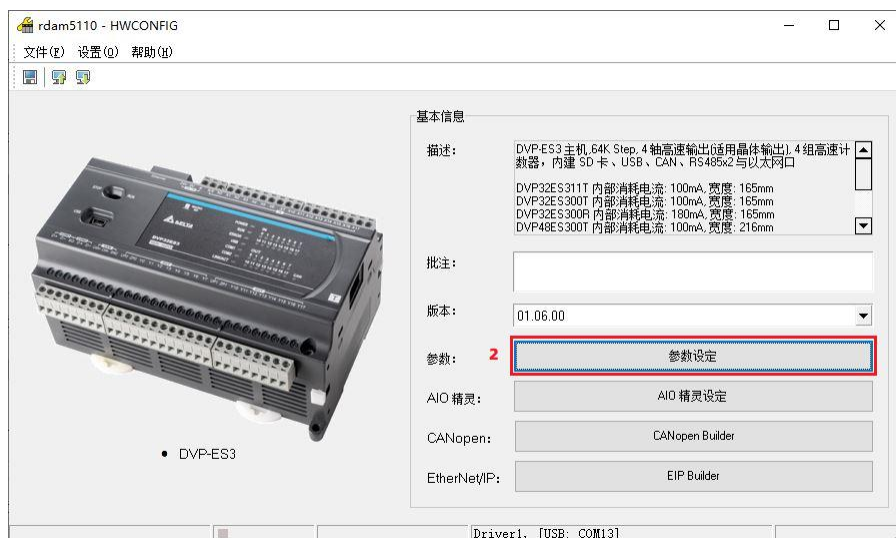 rdam5110 - HWCONFIG
文件(F) 设置(O) 帮助(H)
基本信息
描述:
DVP-ES3 主机,64K Step, 4 轴高速输出(适用晶体输出), 4 组高速计
数器，内建 SD 卡、USB、CAN、RS485x2 与以太网口
DVP32ES311T 内部消耗电流: 100mA, 宽度: 165mm
DVP32ES300T 内部消耗电流: 100mA, 宽度: 165mm
DVP32ES300R 内部消耗电流: 180mA, 宽度: 165mm
DVP48ES300T 内部消耗电流: 100mA, 宽度: 216mm
批注:
版本:
01.06.00
参数:
2
参数设定
AIO 精灵:
AIO 精灵设定
CANopen:
CANopen Builder
EtherNet/IP:
EIP Builder
DELTA
• DVP-ES3
Driver1, [USB: COM13]